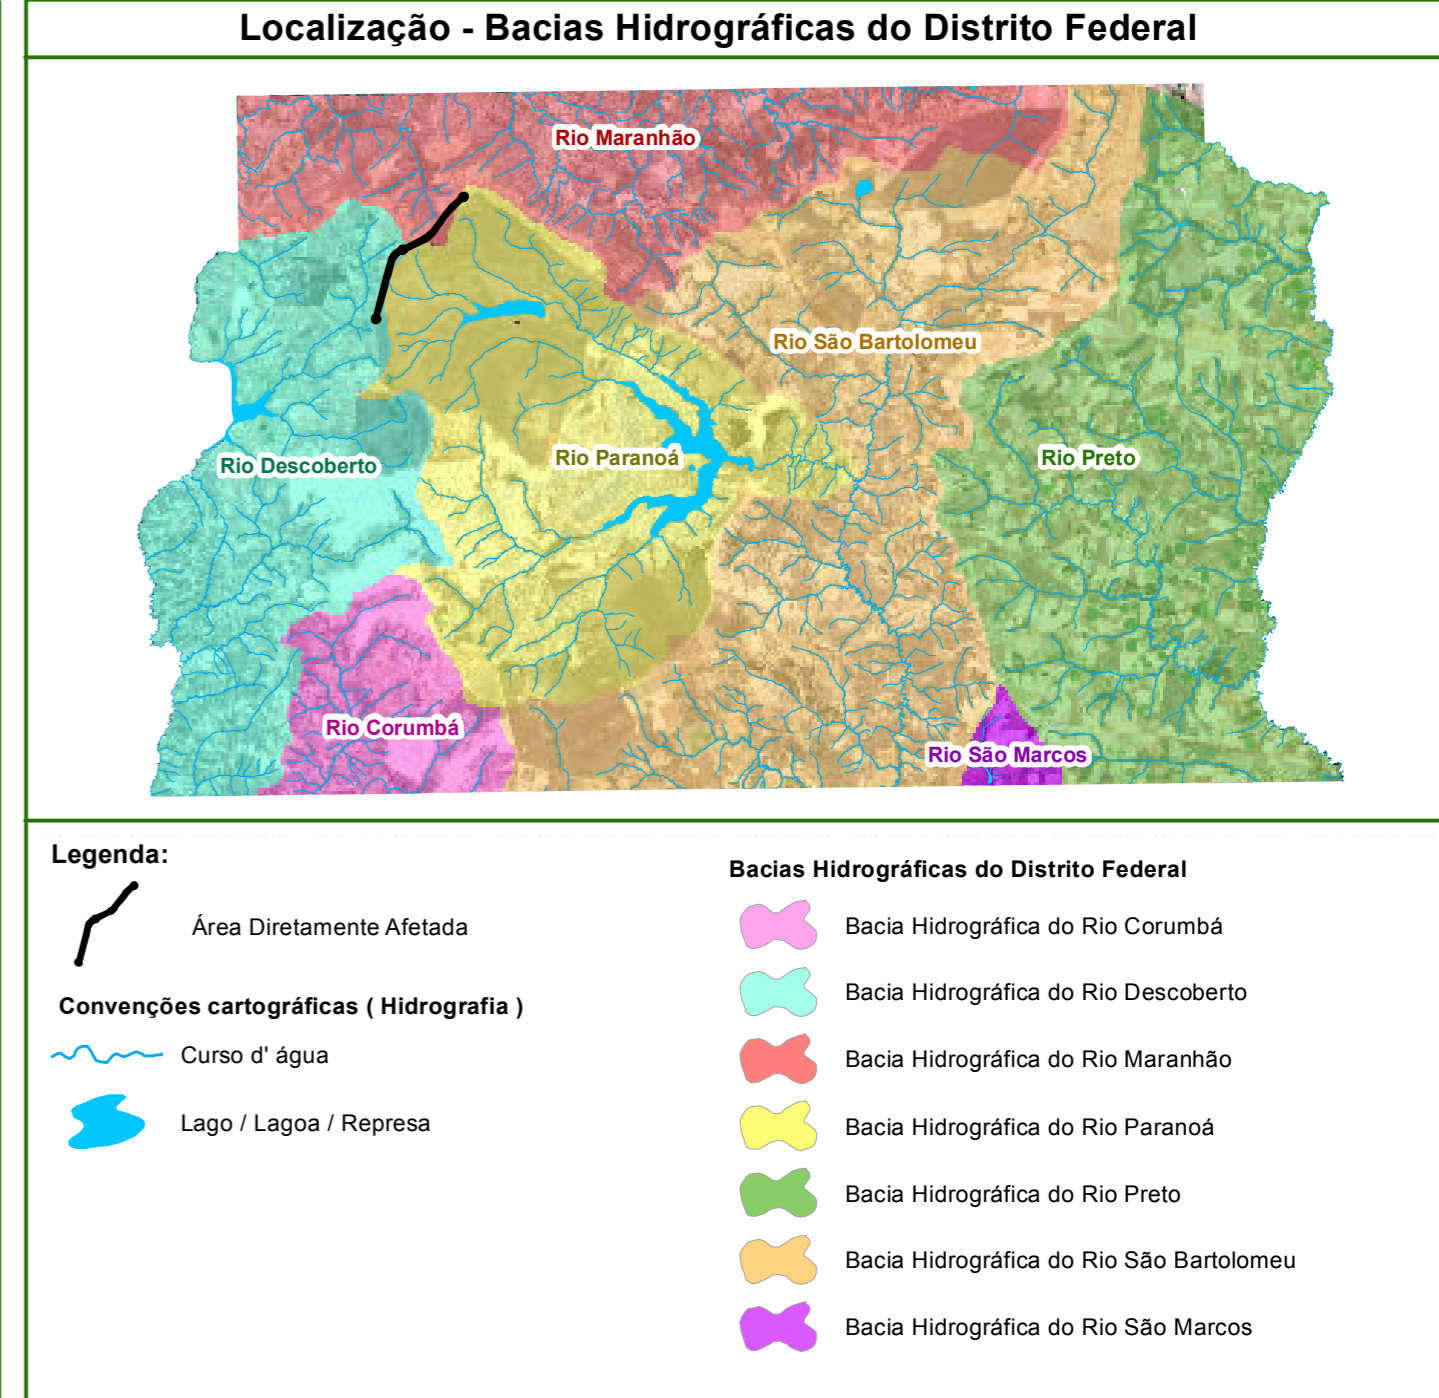 Localização - Bacias Hidrográficas do Distrito Federal
Rio Maranhão
Rio São Bartolomeu
Rio Descoberto
Rio Paranoá
Rio Preto
Rio Corumbá
Rio São Marcos
Legenda:
Área Diretamente Afetada
Convenções cartográficas ( Hidrografia )
Curso d' água
Lago / Lagoa / Represa
Bacias Hidrográficas do Distrito Federal
Bacia Hidrográfica do Rio Corumbá
Bacia Hidrográfica do Rio Descoberto
Bacia Hidrográfica do Rio Maranhão
Bacia Hidrográfica do Rio Paranoá
Bacia Hidrográfica do Rio Preto
Bacia Hidrográfica do Rio São Bartolomeu
Bacia Hidrográfica do Rio São Marcos